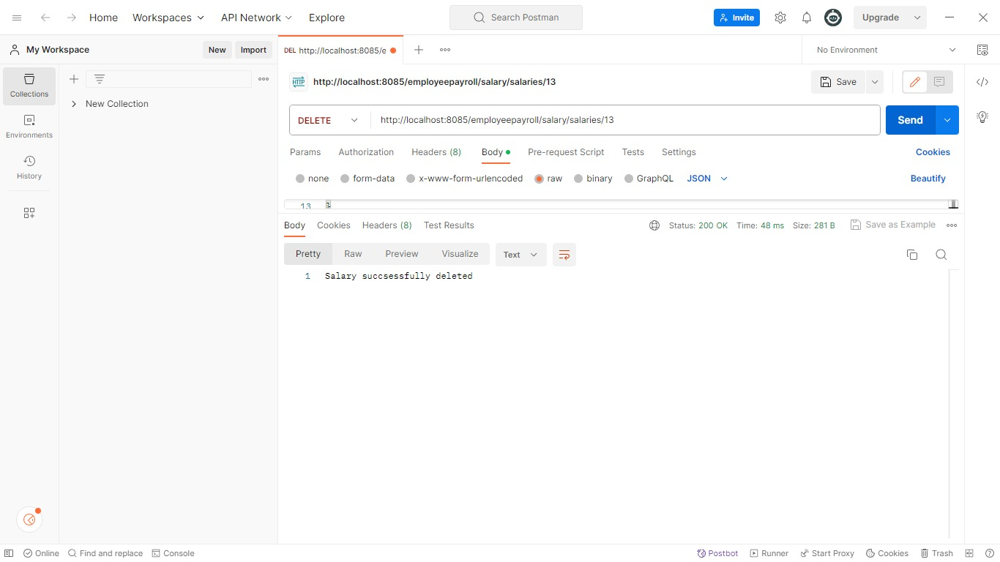 Home Workspaces API Network Explore Search Postman Invite Upgrade
My Workspace New Import DEL http://localhost:8085/e No Environment
Collections
New Collection
Environments
History
HTTP http://localhost:8085/employeepayroll/salary/salaries/13 Save
DELETE http://localhost:8085/employeepayroll/salary/salaries/13 Send
Params Authorization Headers (8) Body Pre-request Script Tests Settings Cookies
none form-data x-www-form-urlencoded raw binary GraphQL JSON Beautify
13 }
Body Cookies Headers (8) Test Results Status: 200 OK Time: 48 ms Size: 281 B Save as Example
Pretty Raw Preview Visualize Text
1 Salary succsessfully deleted
Online Find and replace Console Postbot Runner Start Proxy Cookies Trash